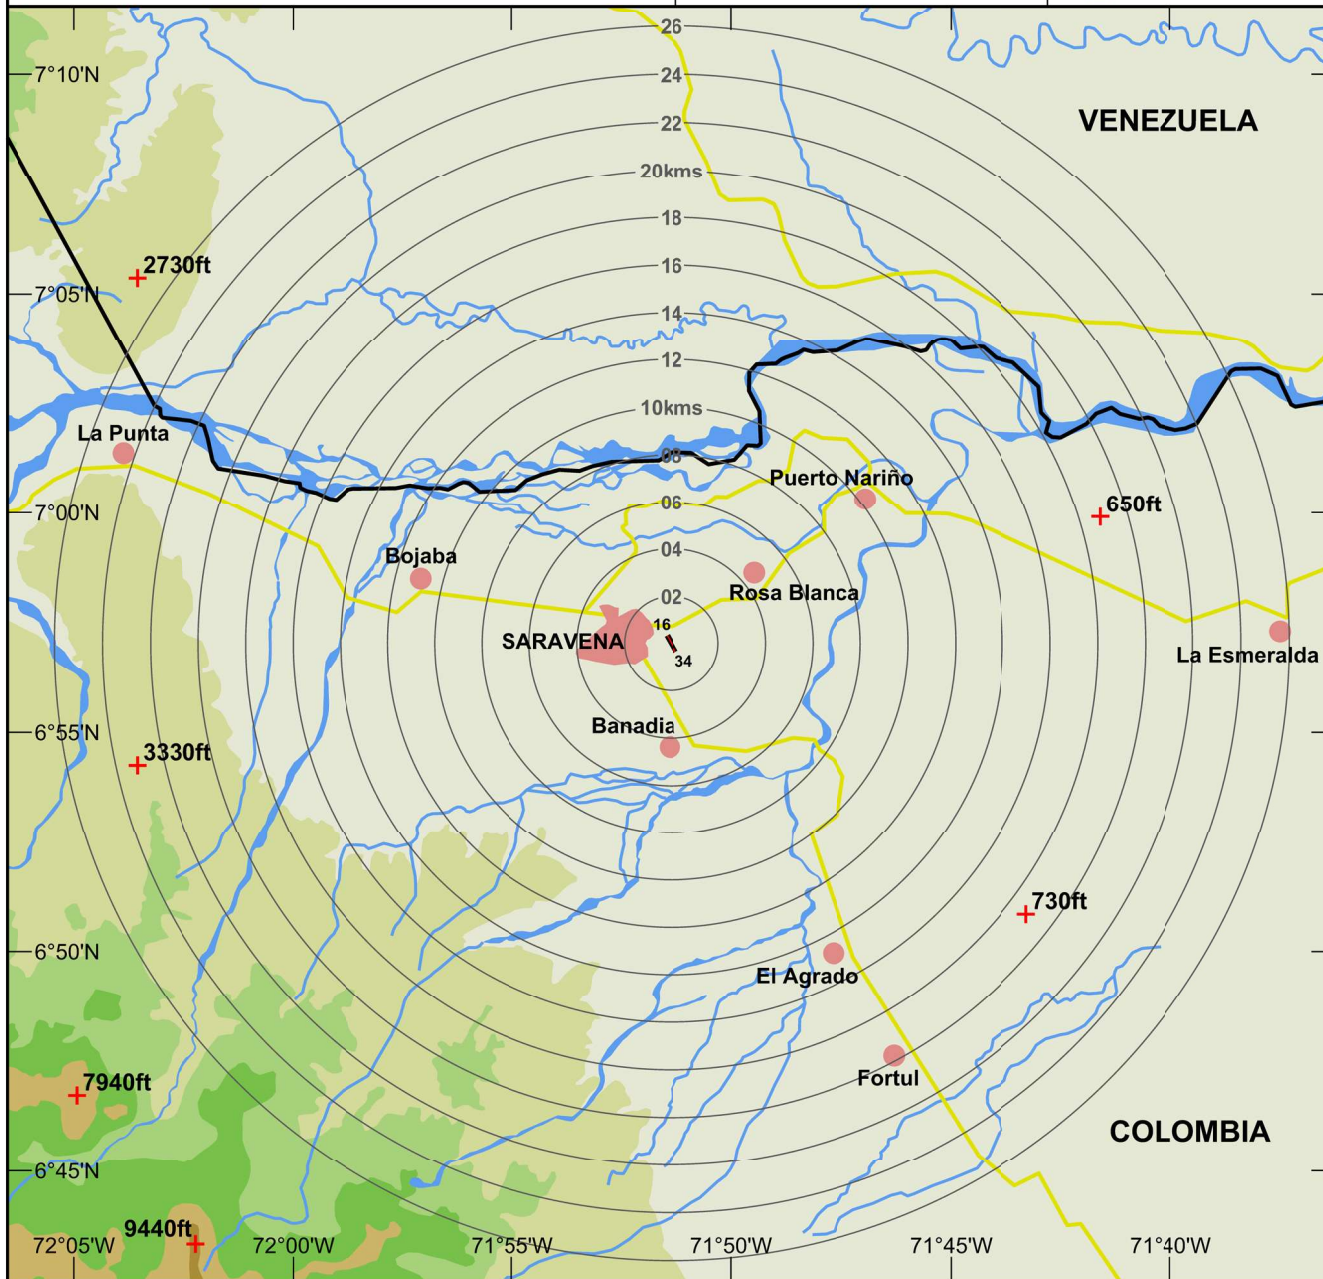 26
7°10'N
24
VENEZUELA
22
20kms
18
2730ft
16
7°05'N
14
12
10kms
La Punta
08
Puerto Nariño
06
650ft
7°00'N
04
Bojaba
Rosa Blanca
02
16
SARAVENA
34
La Esmeralda
Banadia
6°55'N
3330ft
730ft
6°50'N
El Agrado
Fortul
7940ft
COLOMBIA
6°45'N
9440ft
72°05'W
72°00'W
71°55'W
71°50'W
71°45'W
71°40'W